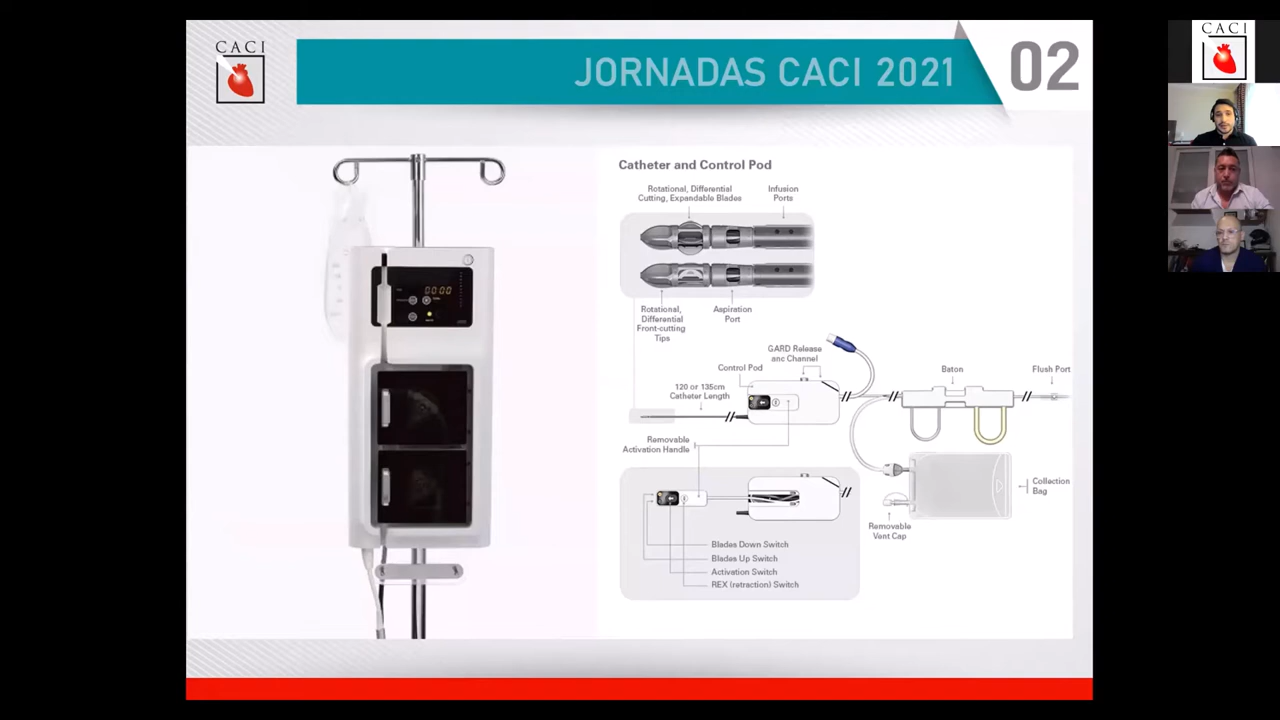 CACI
JORNADAS CACI 2021
02
CACI
Catheter and Control Pod
Rotational, Differential
Cutting, Expandable Blades
Infusion
Ports
Rotational,
Differential
Front-cutting
Tips
Aspiration
Port
GARD Release
anc Channel
Control Pod
120 or 135cm
Catheter Length
Baton
Flush Port
Removable
Activation Handle
Collection
Bag
Removable
Vent Cap
Blades Down Switch
Blades Up Switch
Activation Switch
REX (retraction) Switch
00:00